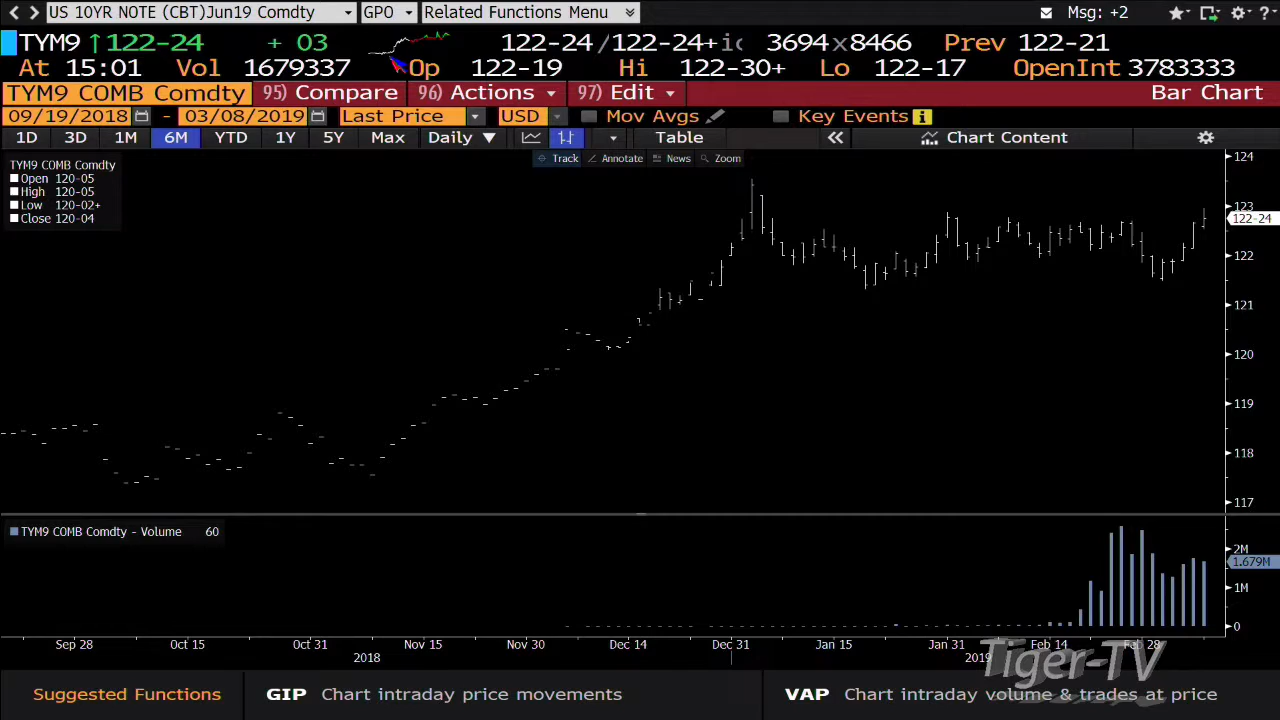 US 10YR NOTE (CBT)Jun19 Comdty GPO Related Functions Menu Msg: +2 ?
TYM9 ↑122-24 + 03 122-24/122-24+ 3694x8466 Prev 122-21
At 15:01 Vol 1679337 Op 122-19 Hi 122-30+ Lo 122-17 OpenInt 3783333
TYM9 COMB Comdty 95) Compare 96) Actions 97) Edit Bar Chart
09/19/2018 - 03/08/2019 Last Price USD Mov Avgs Key Events i
1D 3D 1M 6M YTD 1Y 5Y Max Daily ▼ Table « Chart Content
Track Annotate News Zoom
TYM9 COMB Comdty
Open 120-05
High 120-05
Low 120-02+
Close 120-04
124
123
122-24
122
121
120
119
118
117
TYM9 COMB Comdty - Volume 60
2M
1.679M
1M
0
Sep 28 Oct 15 Oct 31 Nov 15 Nov 30 Dec 14 Dec 31 Jan 15 Jan 31 Feb 14 Feb 28
2018 2019
Tiger-TV
Suggested Functions GIP Chart intraday price movements VAP Chart intraday volume & trades at price